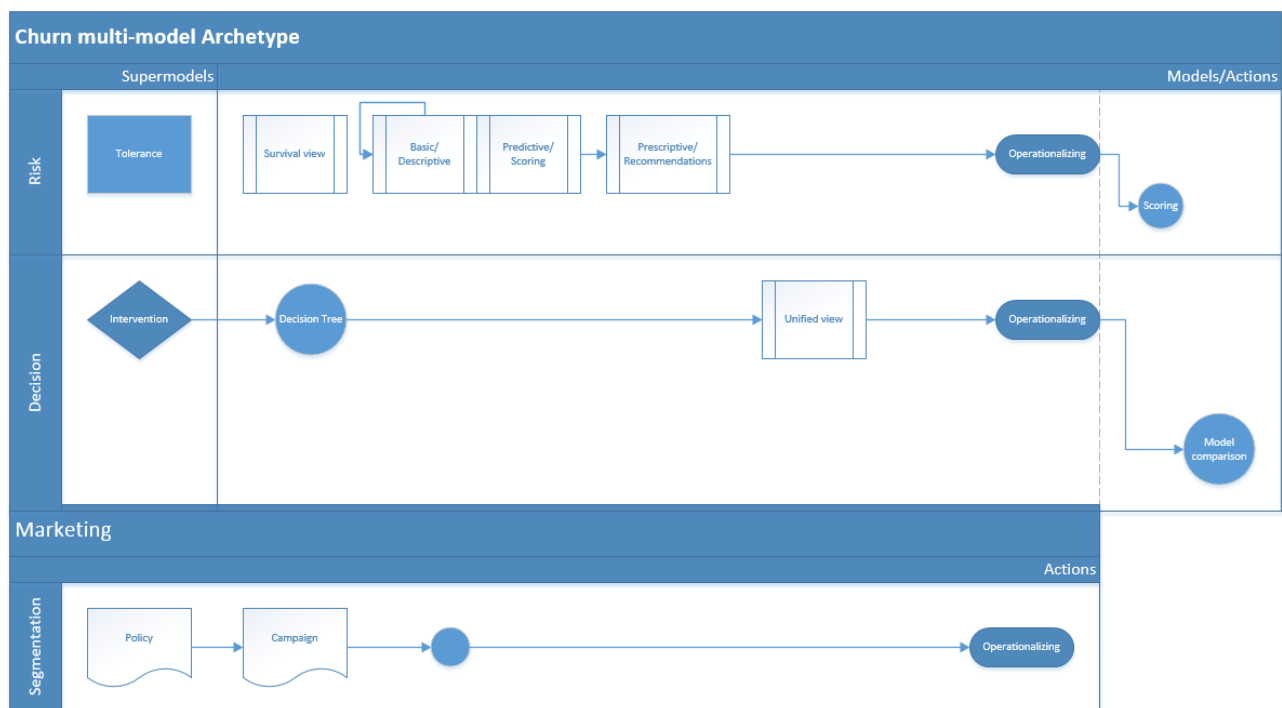 Churn multi-model Archetype
Supermodels
Models/Actions
Risk
Tolerance
Survival view
Basic/
Descriptive
Predictive/
Scoring
Prescriptive/
Recommendations
Operationalizing
Scoring
Decision
Intervention
Decision Tree
Unified view
Operationalizing
Model
comparison
Marketing
Actions
Segmentation
Policy
Campaign
Operationalizing